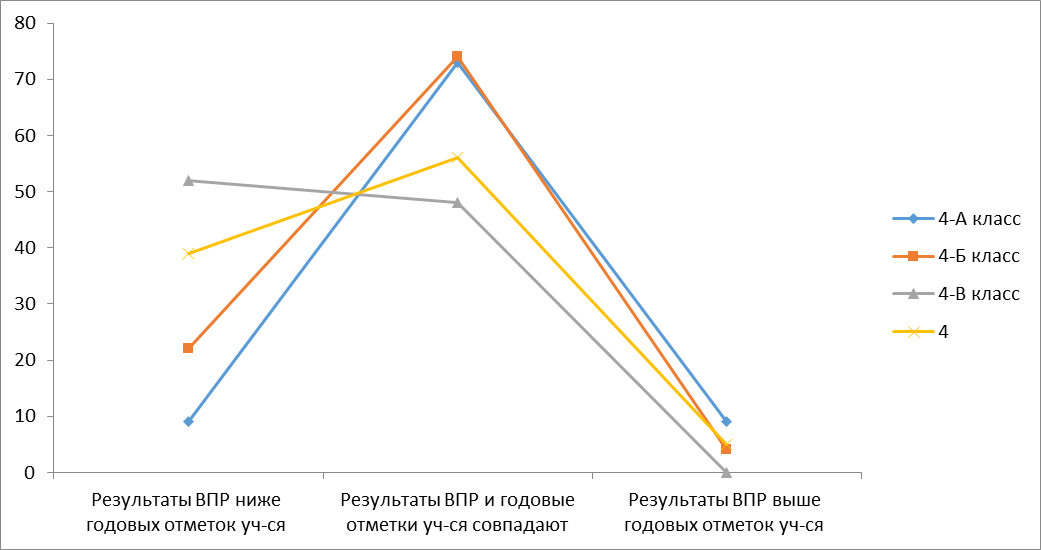 80
70
60
50
40
30
20
10
0
Результаты ВПР ниже
годовых отметок уч-ся
Результаты ВПР и годовые
отметки уч-ся совпадают
Результаты ВПР выше
годовых отметок уч-ся
4-А класс
4-Б класс
4-В класс
4